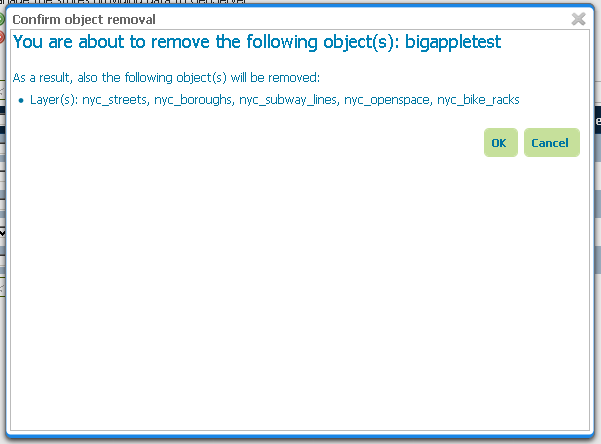 Confirm object removal
You are about to remove the following object(s): bigappletest
As a result, also the following object(s) will be removed:
Layer(s): nyc_streets, nyc_boroughs, nyc_subway_lines, nyc_openspace, nyc_bike_racks
OK Cancel